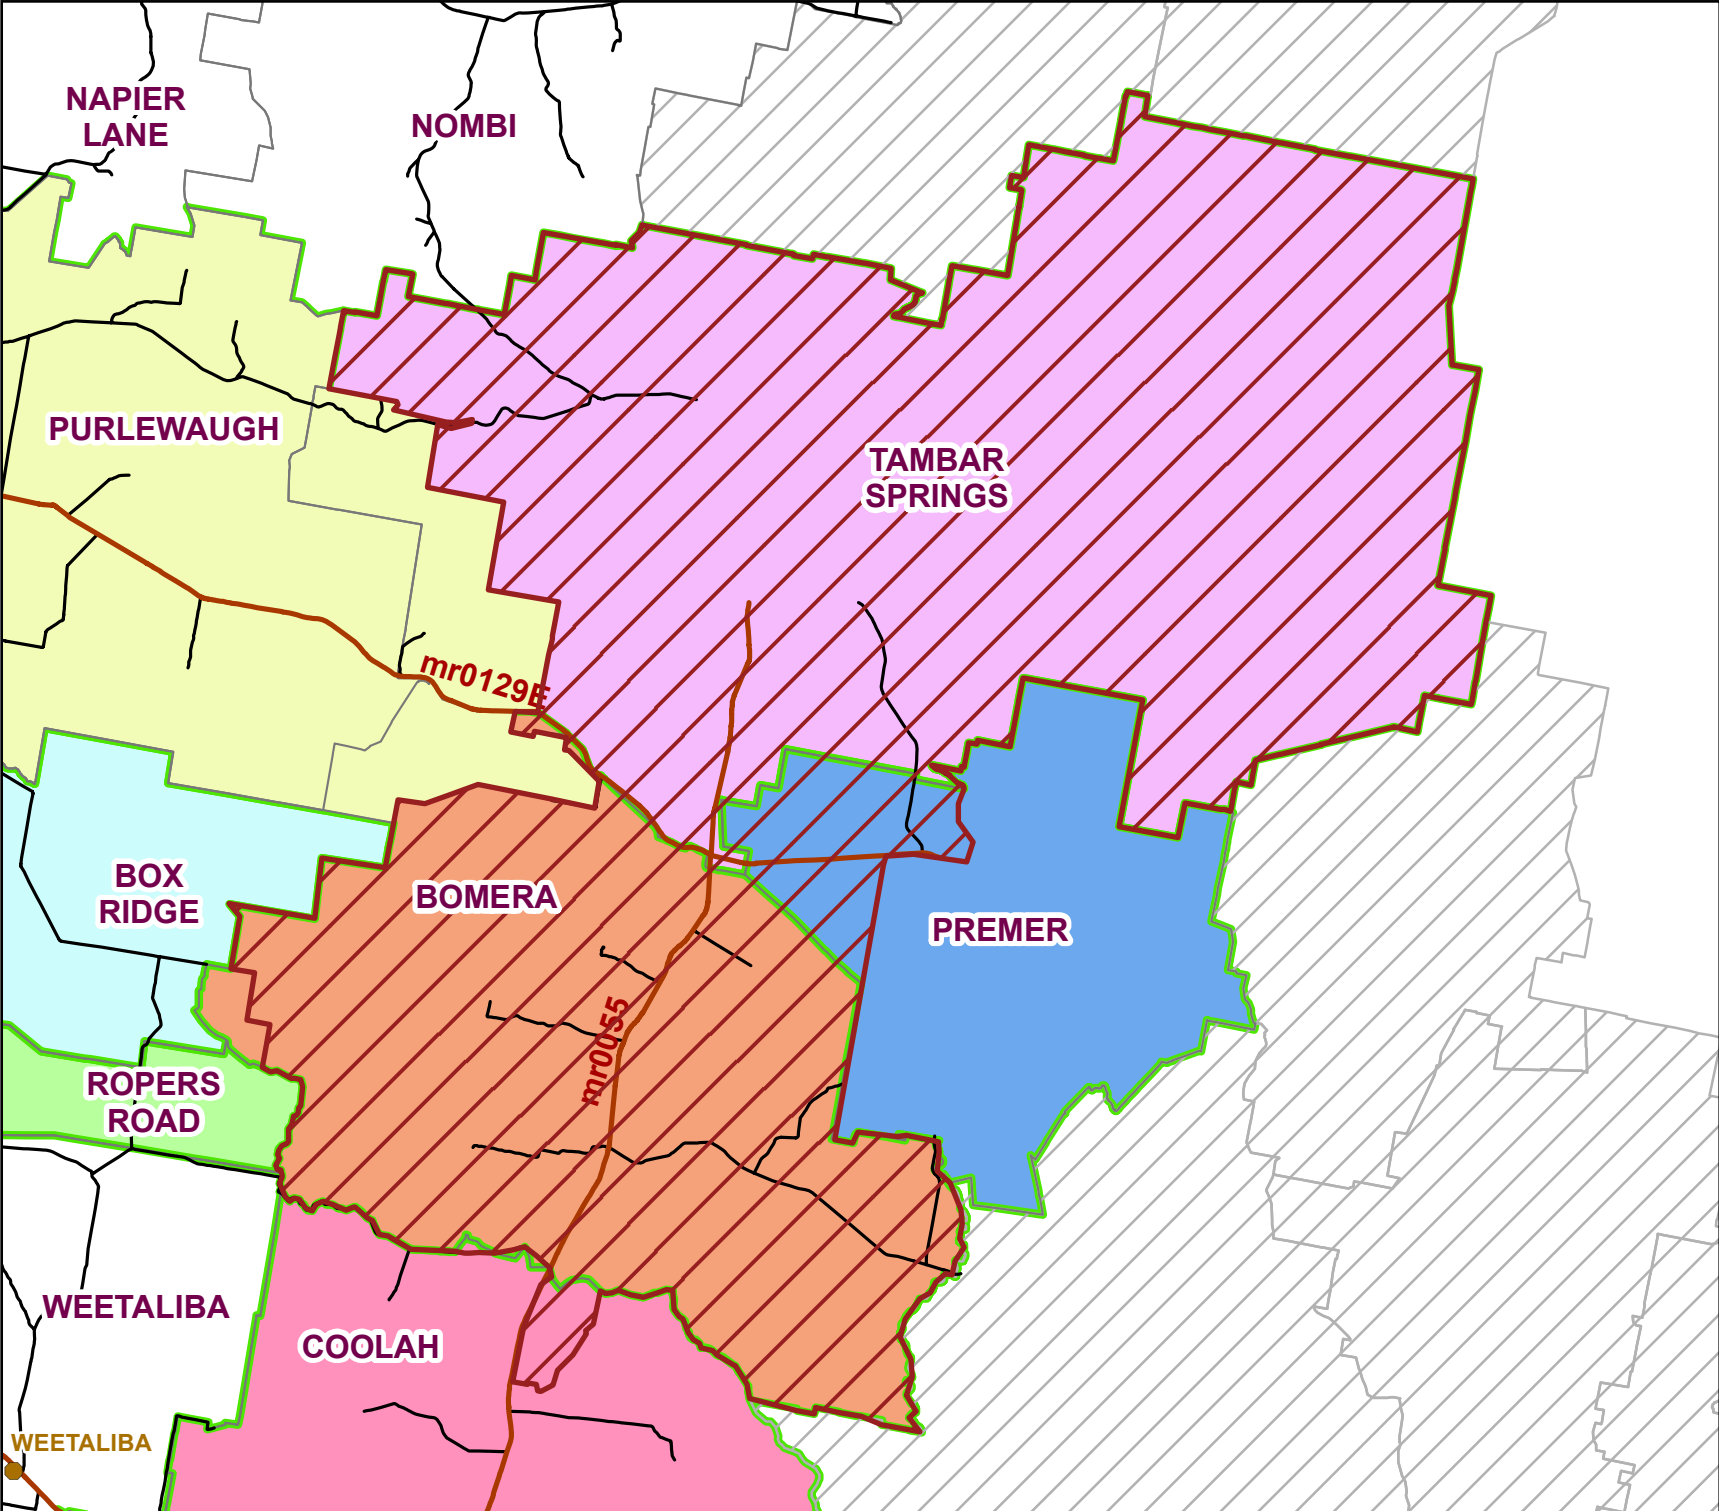 NAPIER
LANE
NOMBI
PURLEWAUGH
TAMBAR
SPRINGS
mr0129E
BOX
RIDGE
BOMERA
PREMER
mr0055
ROPERS
ROAD
WEETALIBA
COOLAH
WEETALIBA